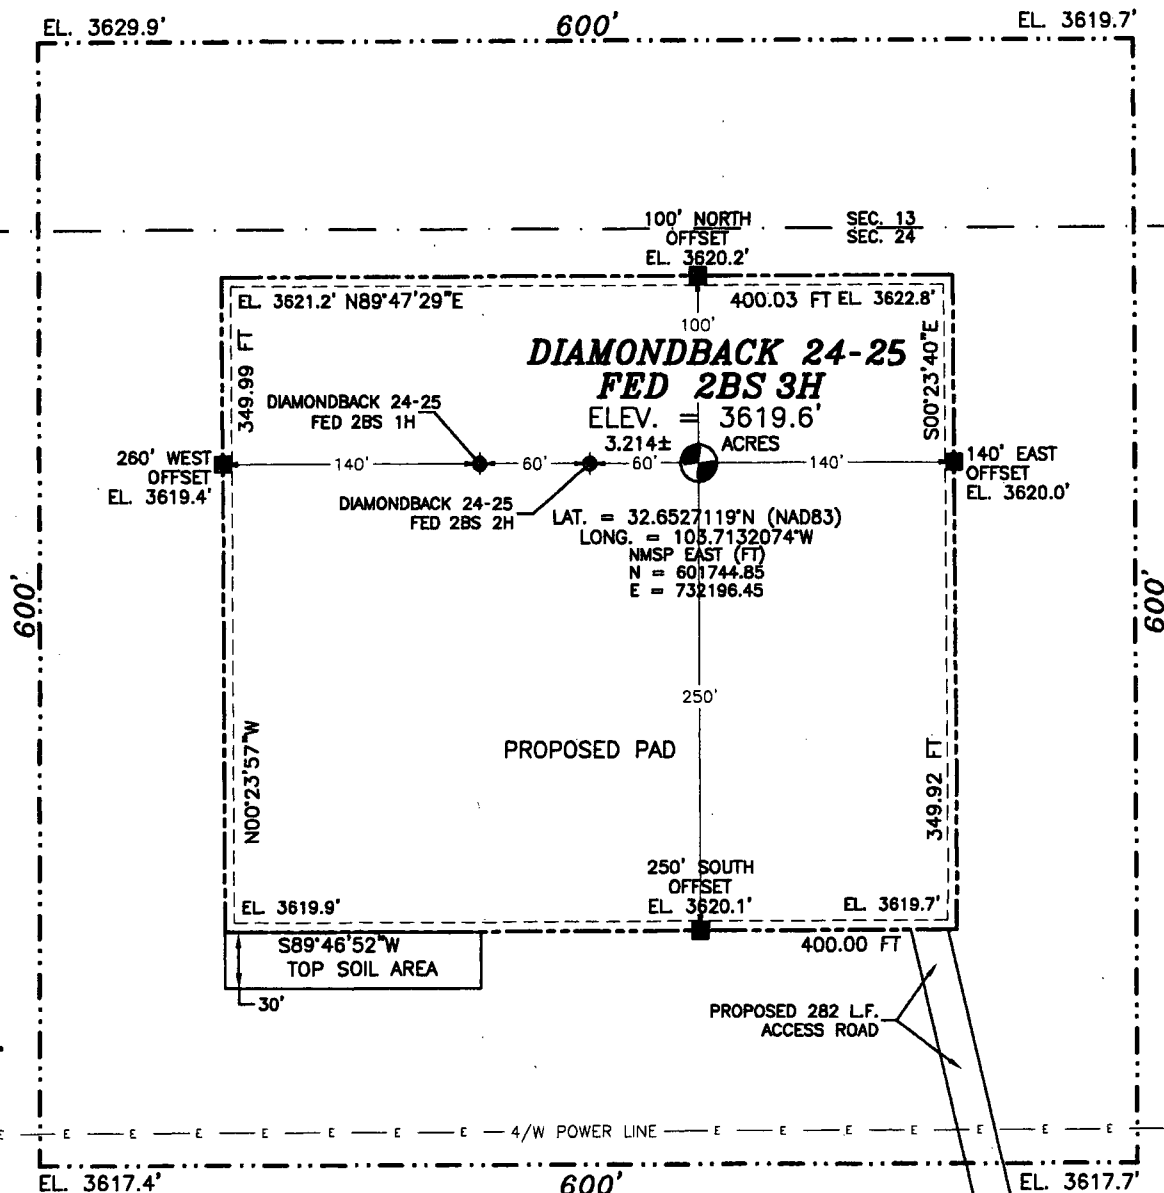 EL. 3629.9'
600'
EL. 3619.7'
100' NORTH
OFFSET
EL. 3620.2'
SEC. 13
SEC. 24
EL. 3621.2' N89°47'29"E
400.03 FT EL 3622.8'
349.99 FT
100'
S00°23'40"E
DIAMONDBACK 24-25
FED 2BS 3H
ELEV. = 3619.6'
3.214± ACRES
DIAMONDBACK 24-25
FED 2BS 1H
260' WEST
OFFSET
EL. 3619.4'
140'
60'
60'
140'
140' EAST
OFFSET
EL. 3620.0'
DIAMONDBACK 24-25
FED 2BS 2H
LAT. = 32.6527119°N (NAD83)
LONG. = 103.7132074°W
NMSP EAST (FT)
N = 601744.85
E = 732196.45
600'
600'
250'
PROPOSED PAD
N00°23'57"W
349.92 FT
250' SOUTH
OFFSET
EL. 3620.1'
EL. 3619.9'
EL. 3619.7'
S89°46'52"W
400.00 FT
TOP SOIL AREA
30'
PROPOSED 282 L.F.
ACCESS ROAD
E E E E E E E E 4/W POWER LINE E E E E E E E
EL. 3617.4'
600'
EL. 3617.7'